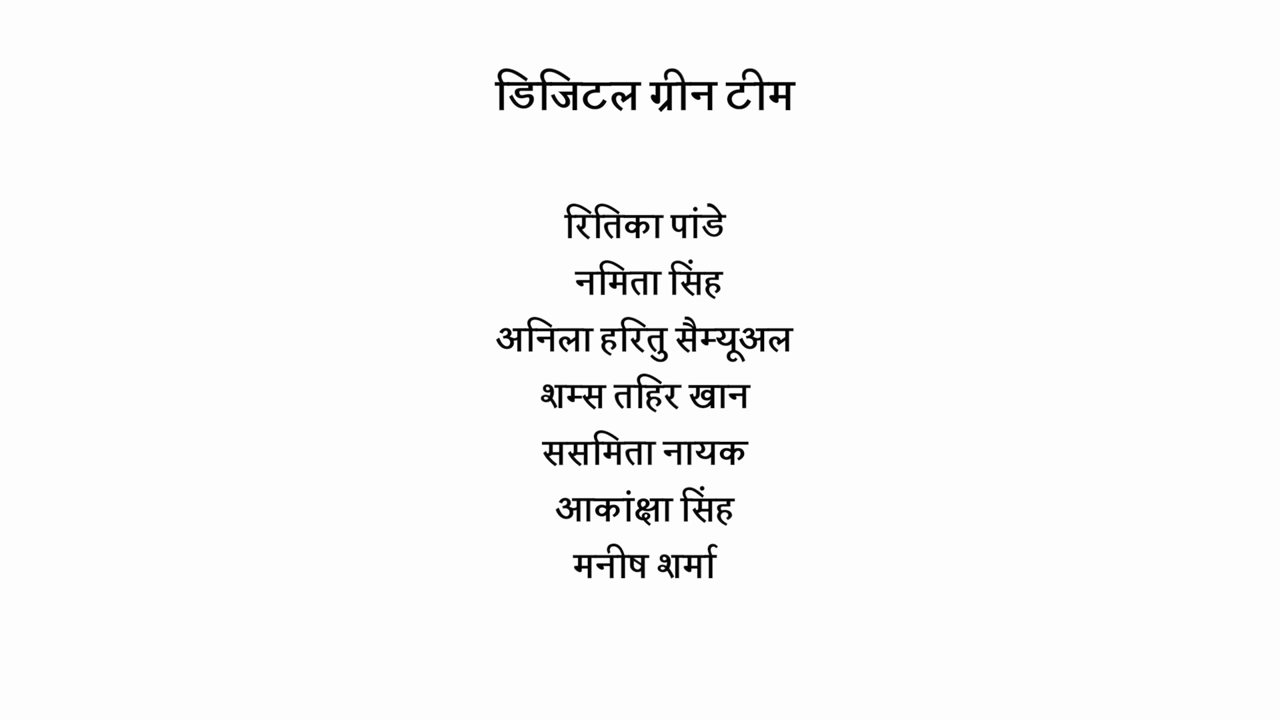 डिजिटल ग्रीन टीम
रितिका पांडे
नमिता सिंह
अनिला हरितु सैम्यूअल
शम्स तहिर खान
ससमिता नायक
आकांक्षा सिंह
मनीष शर्मा